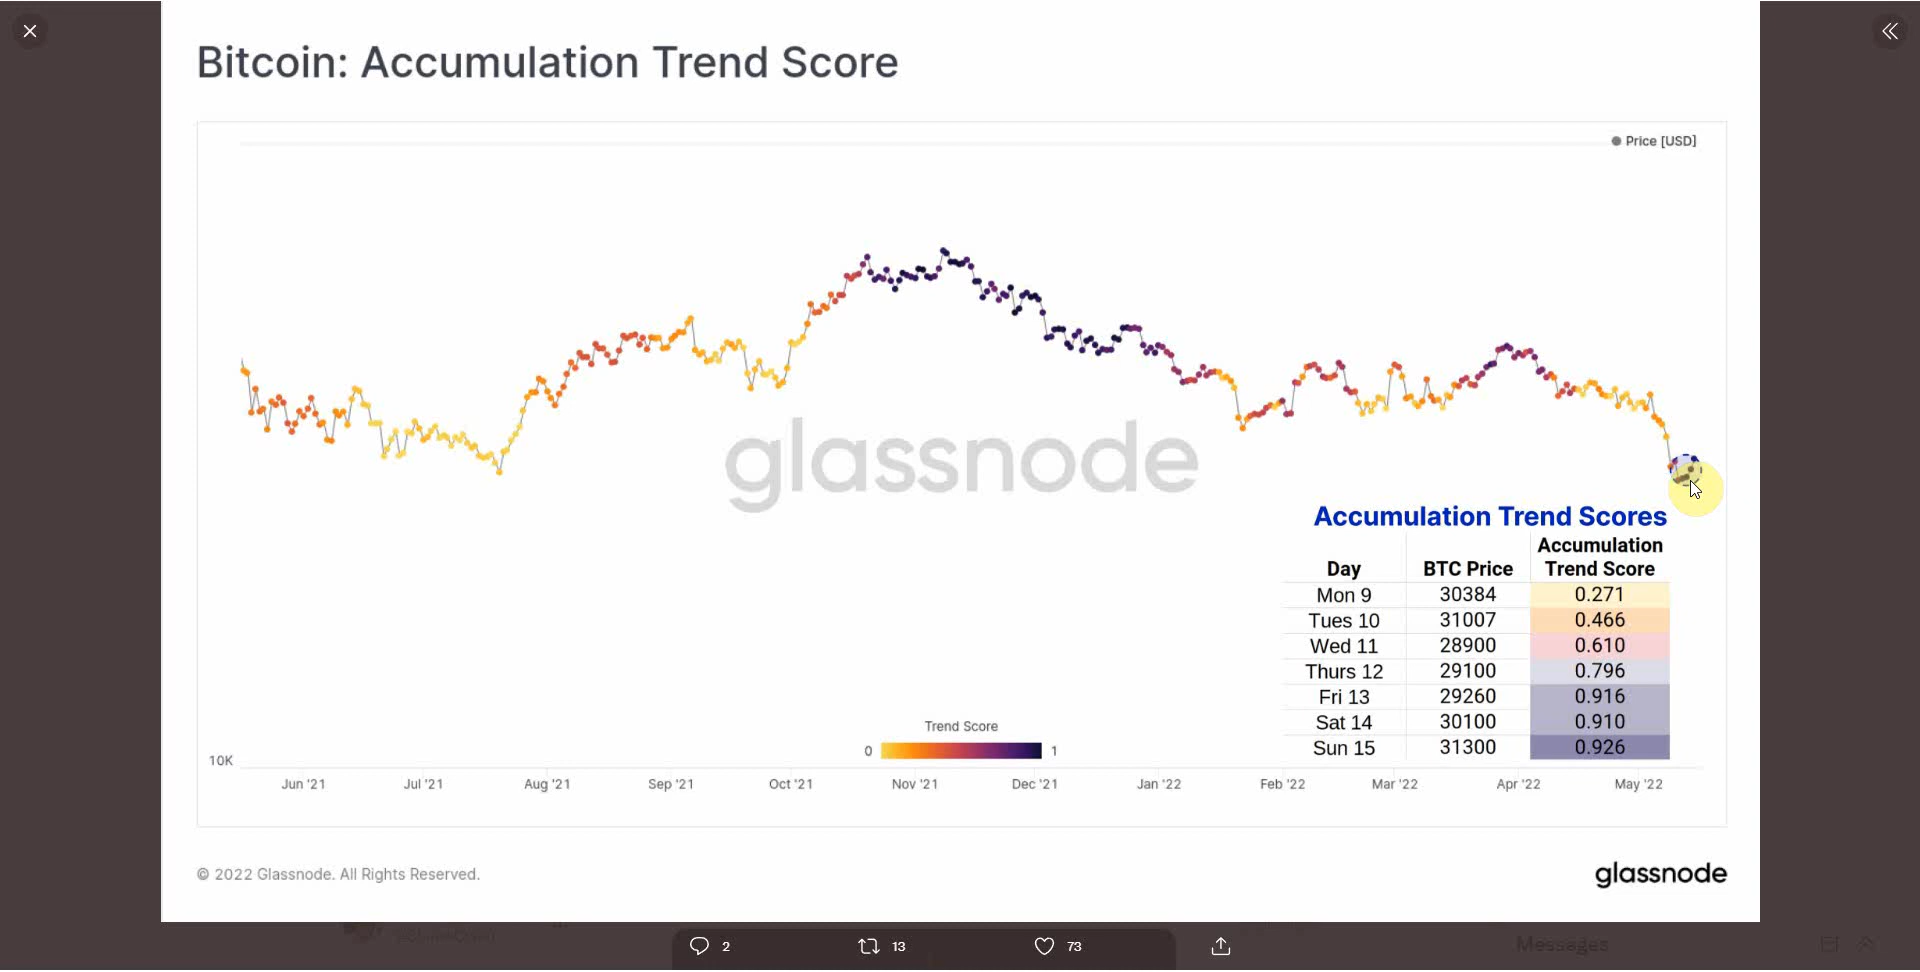 Bitcoin: Accumulation Trend Score
Price [USD]
glassnode
Accumulation Trend Scores
Day BTC Price Accumulation Trend Score
Mon 9 30384 0.271
Tues 10 31007 0.466
Wed 11 28900 0.610
Thurs 12 29100 0.796
Fri 13 29260 0.916
Sat 14 30100 0.910
Sun 15 31300 0.926
Trend Score
0 1
10K
Jun '21 Jul '21 Aug '21 Sep '21 Oct '21 Nov '21 Dec '21 Jan '22 Feb '22 Mar '22 Apr '22 May '22
© 2022 Glassnode. All Rights Reserved.
glassnode
2 13 73
Messages